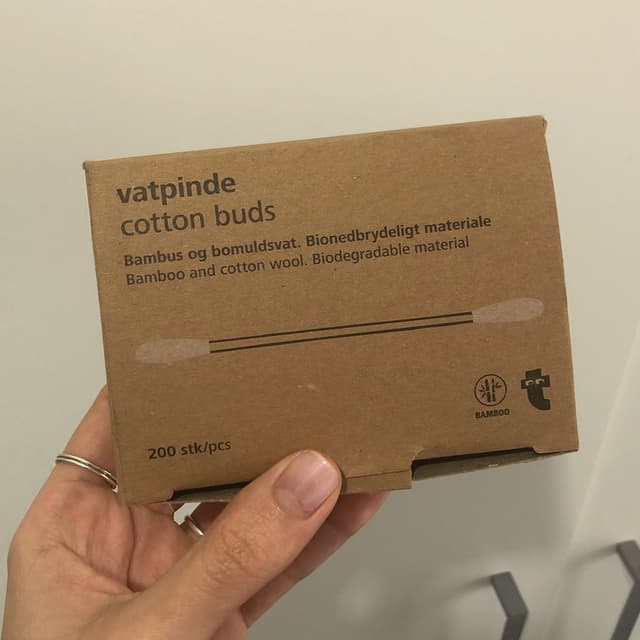 vatpinde
cotton buds
Bambus og bomuldsvat. Bionedbrydeligt materiale
Bamboo and cotton wool. Biodegradable material
BAMBOO
200 stk/pcs